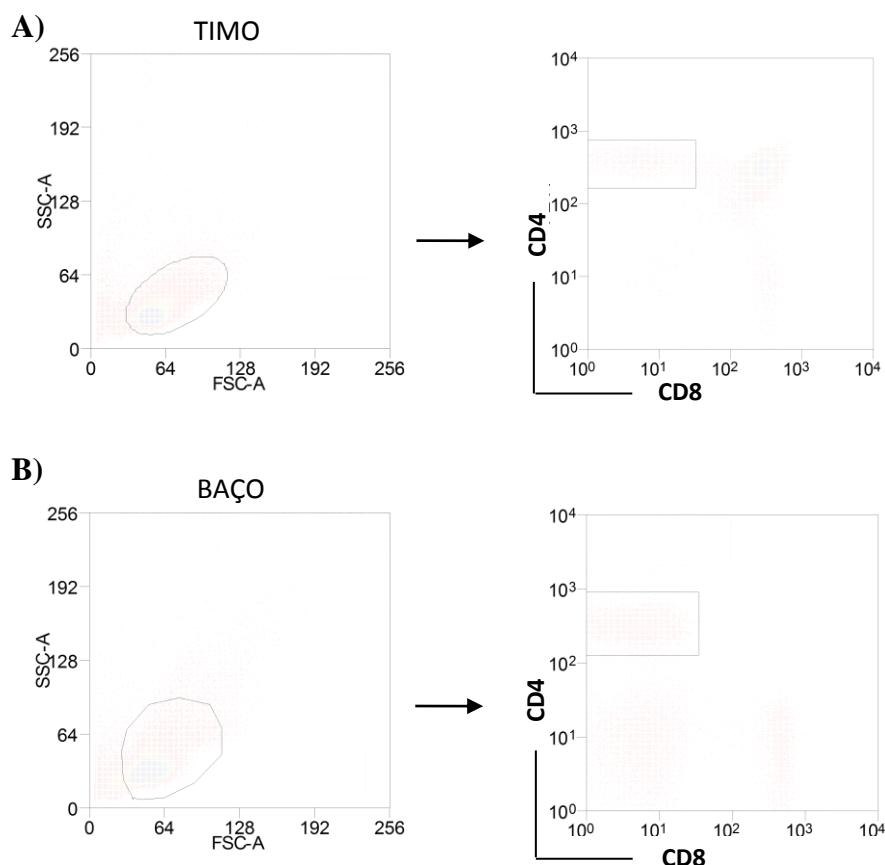 A)
TIMO
256
192
128
64
0
SSC-A
0 64 128 192 256
FSC-A
10⁴
10³
10²
10¹
10⁰
CD4
10⁰ 10¹ 10² 10³ 10⁴
CD8
B)
BAÇO
256
192
128
64
0
SSC-A
0 64 128 192 256
FSC-A
10⁴
10³
10²
10¹
10⁰
CD4
10⁰ 10¹ 10² 10³ 10⁴
CD8